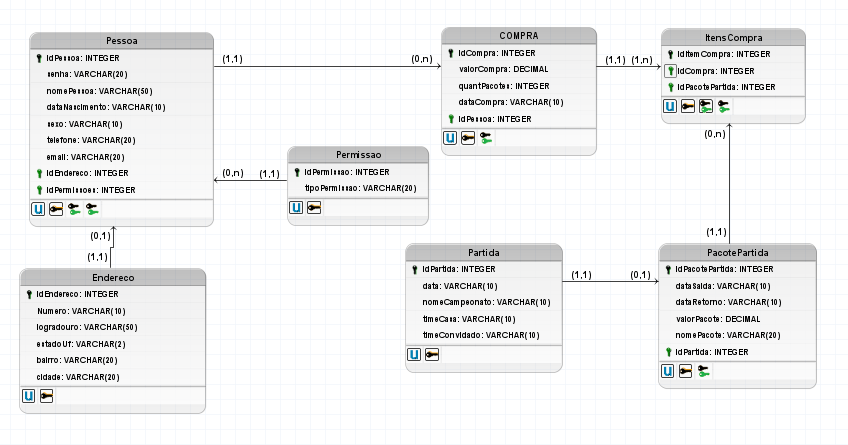 Pessoa
idPessoa: INTEGER
senha: VARCHAR(20)
nomePessoa: VARCHAR(50)
dataNascimento: VARCHAR(10)
sexo: VARCHAR(10)
telefone: VARCHAR(20)
email: VARCHAR(20)
idEndereco: INTEGER
idPermissoes: INTEGER
(1,1)
(0,n)
COMPRA
idCompra: INTEGER
valorCompra: DECIMAL
quantPacotes: INTEGER
dataCompra: VARCHAR(10)
idPessoa: INTEGER
(1,1) (1,n)
ItensCompra
idItemCompra: INTEGER
idCompra: INTEGER
idPacotePartida: INTEGER
(0,n)
(1,1)
Permissao
idPermissao: INTEGER
tipoPermissao: VARCHAR(20)
(0,n)
(1,1)
(0,1)
(1,1)
Endereco
idEndereco: INTEGER
Numero: VARCHAR(10)
logradouro: VARCHAR(50)
estadoUf: VARCHAR(2)
bairro: VARCHAR(20)
cidade: VARCHAR(20)
Partida
idPartida: INTEGER
data: VARCHAR(10)
nomeCampeonato: VARCHAR(10)
timeCasa: VARCHAR(10)
timeConvidado: VARCHAR(10)
(1,1)
(0,1)
PacotePartida
idPacotePartida: INTEGER
dataSaida: VARCHAR(10)
dataRetorno: VARCHAR(10)
valorPacote: DECIMAL
nomePacote: VARCHAR(20)
idPartida: INTEGER